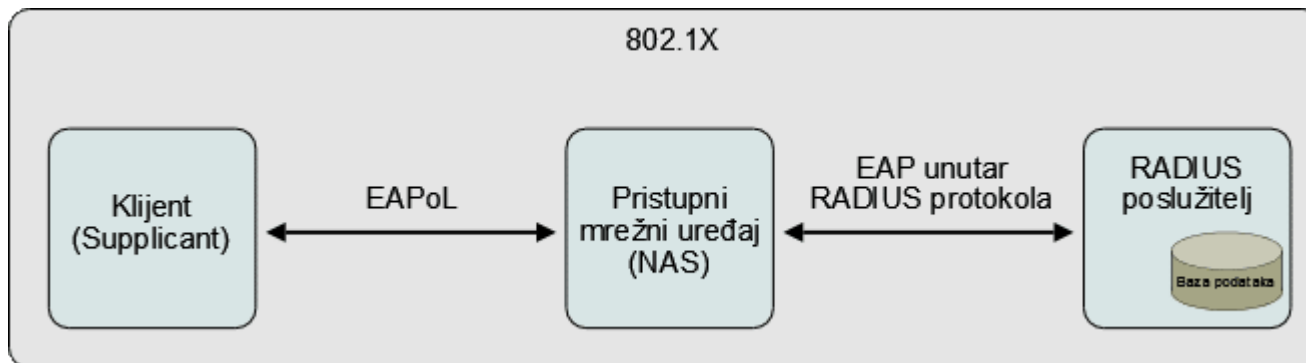 802.1X
Klijent
(Supplicant)
EAPoL
Pristupni
mrežni uređaj
(NAS)
EAP unutar
RADIUS protokola
RADIUS
poslužitelj
Baza podataka